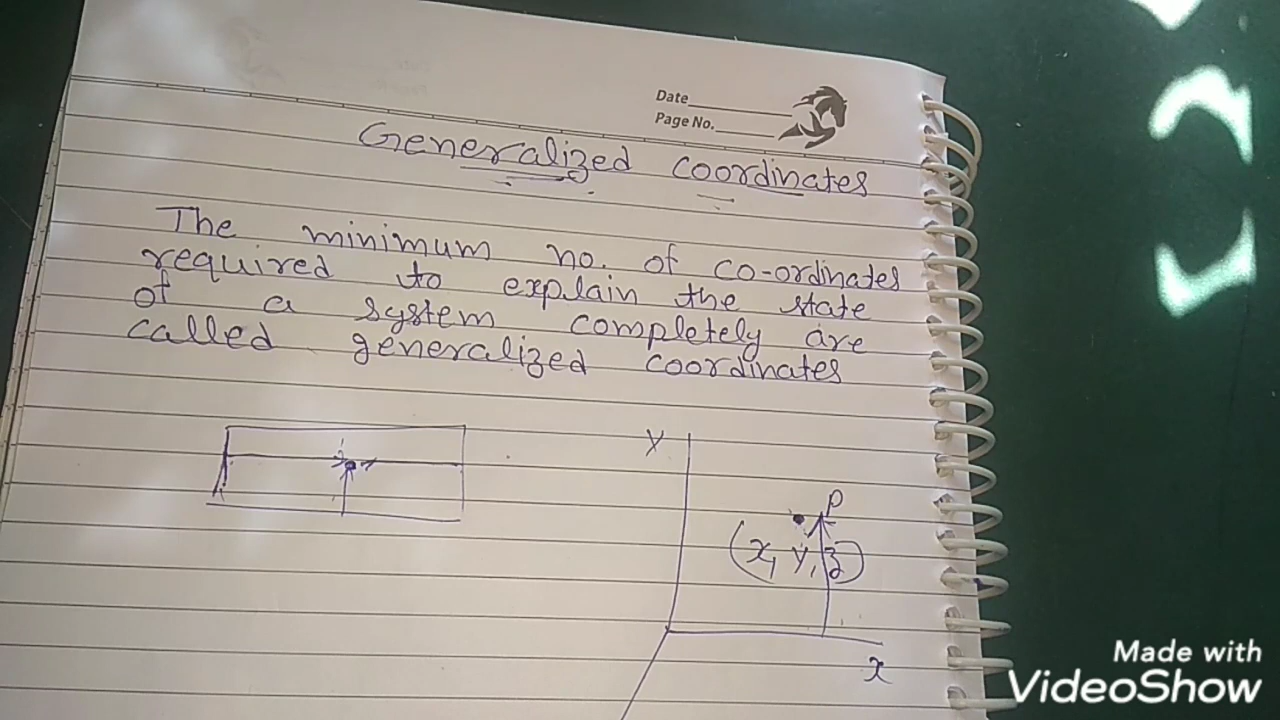 Date
Page No.
Generalized coordinates
The minimum no. of co-ordinates
required to explain the state
of a system completely are
called generalized coordinates
Y
P
(x, y, z)
x
Made with
VideoShow